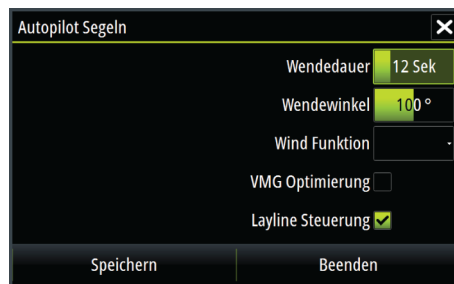 Autopilot Segeln
Wendedauer 12 Sek
Wendewinkel 100 °
Wind Funktion
VMG Optimierung
Layline Steuerung
Speichern Beenden